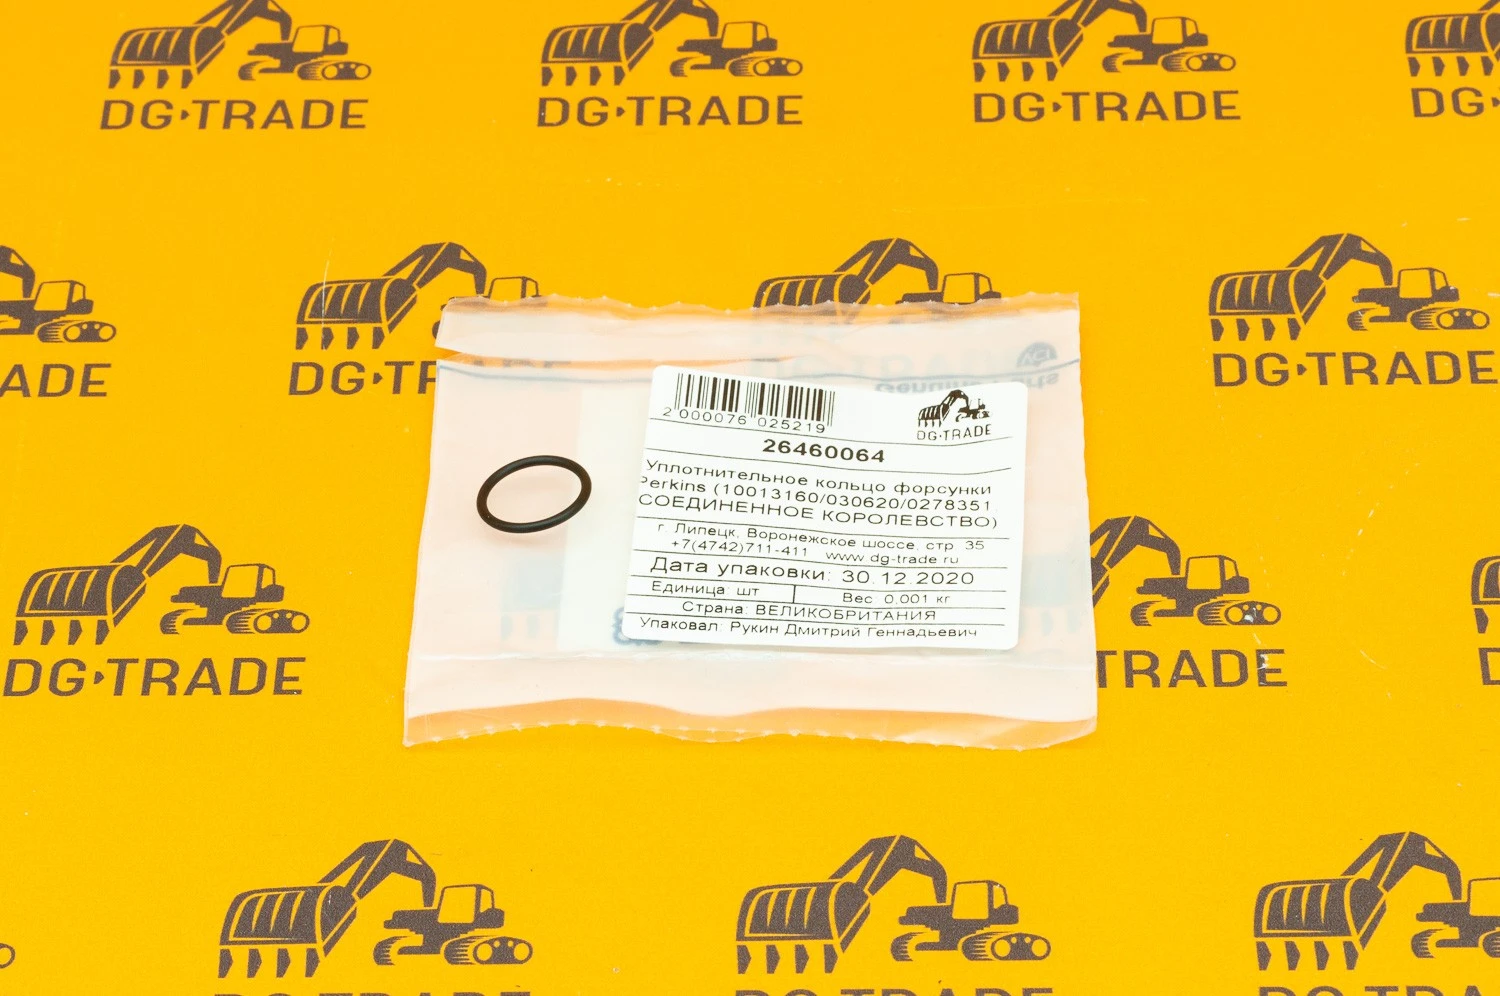 DG·TRADE
DG·TRADE
DG·TRADE
DG
ADE
DG·T
DG·TRADE
Genuine Parts
2 000076 025219
DG·TRADE
26460064
Уплотнительное кольцо форсунки
Perkins (10013160/030620/0278351,
СОЕДИНЕННОЕ КОРОЛЕВСТВО)
г. Липецк, Воронежское шоссе, стр. 35
+7(4742)711-411 www.dg-trade.ru
Дата упаковки: 30.12.2020
Единица: шт Вес: 0,001 кг
Страна: ВЕЛИКОБРИТАНИЯ
Упаковал: Рукин Дмитрий Геннадьевич
DG·TRADE
TRADE